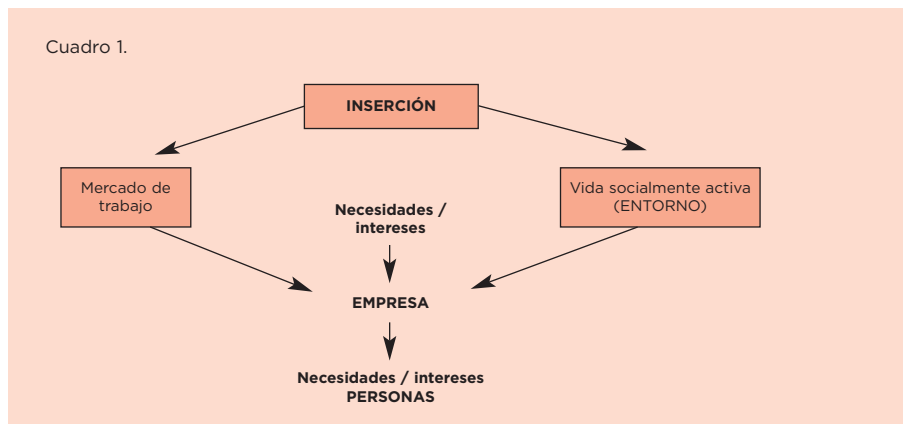 Cuadro 1.
INSERCIÓN
Mercado de
trabajo
Vida socialmente activa
(ENTORNO)
Necesidades /
intereses
EMPRESA
Necesidades / intereses
PERSONAS